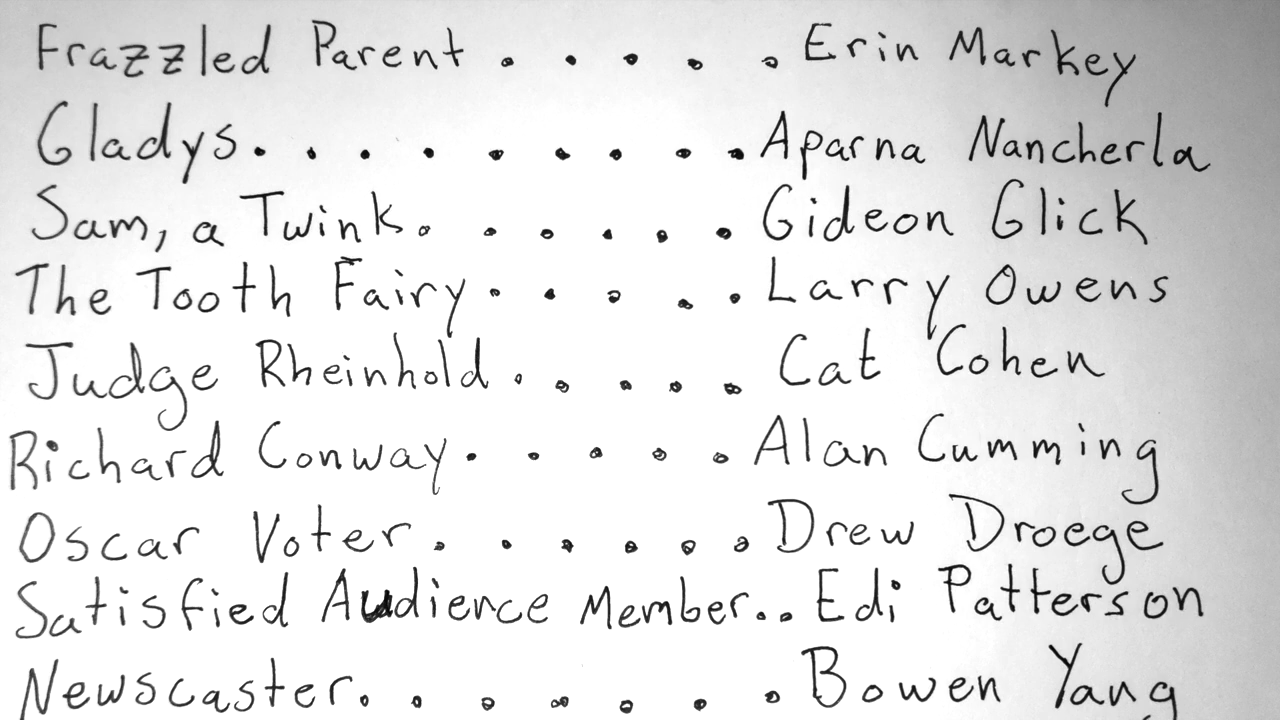 Frazzled Parent . . . . . Erin Markey
Gladys. . . . . . . . . Aparna Nancherla
Sam, a Twink. . . . . . Gideon Glick
The Tooth Fairy . . . . . Larry Owens
Judge Rheinhold . . . . . Cat Cohen
Richard Conway . . . . . Alan Cumming
Oscar Voter . . . . . . Drew Droege
Satisfied Audience Member . . Edi Patterson
Newscaster. . . . . . . Bowen Yang